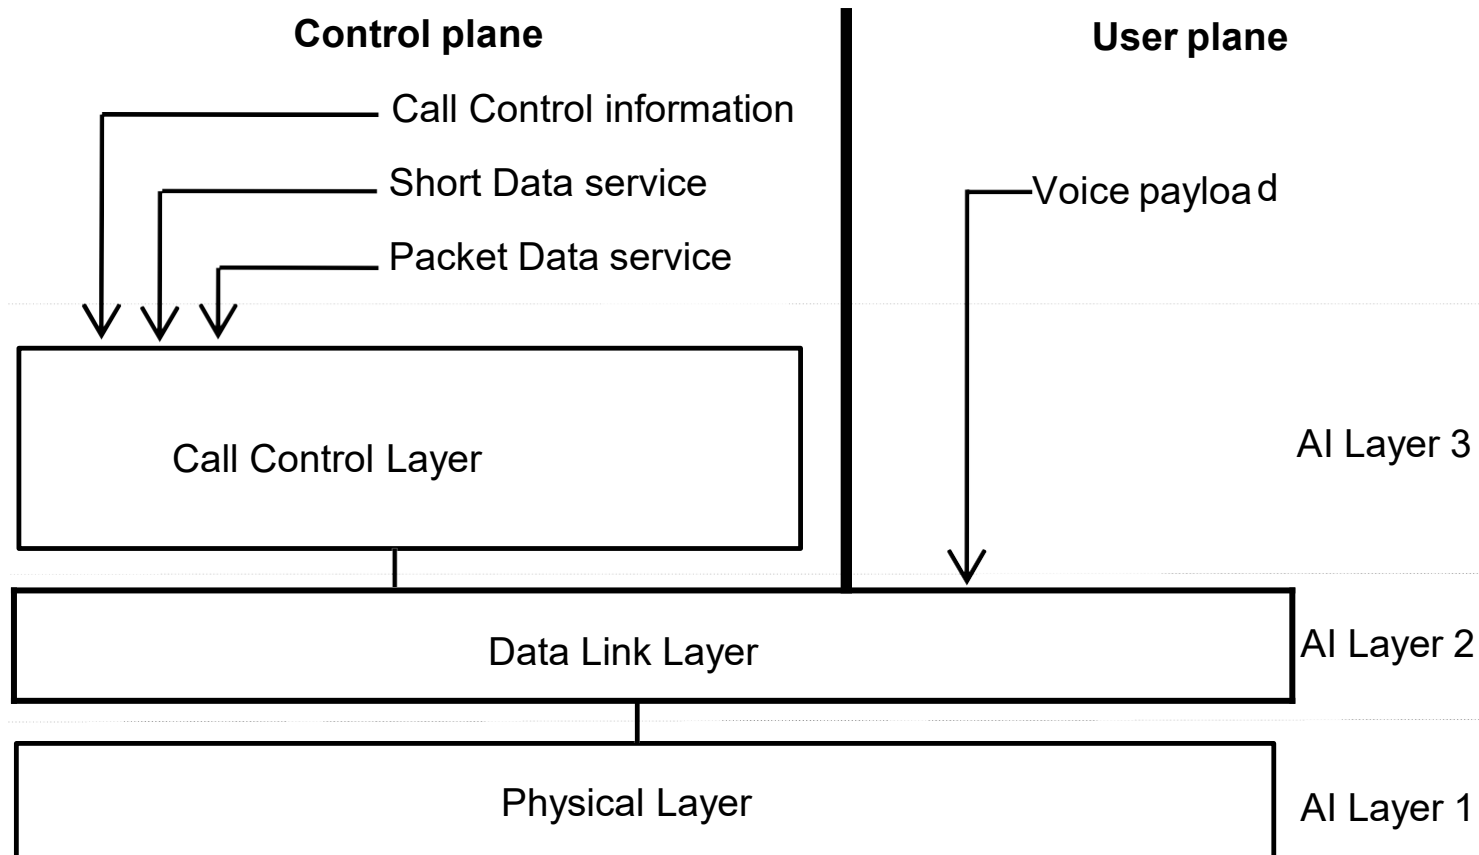 Control plane
User plane
Call Control information
Short Data service
Voice payload
Packet Data service
Call Control Layer
AI Layer 3
Data Link Layer
AI Layer 2
Physical Layer
AI Layer 1